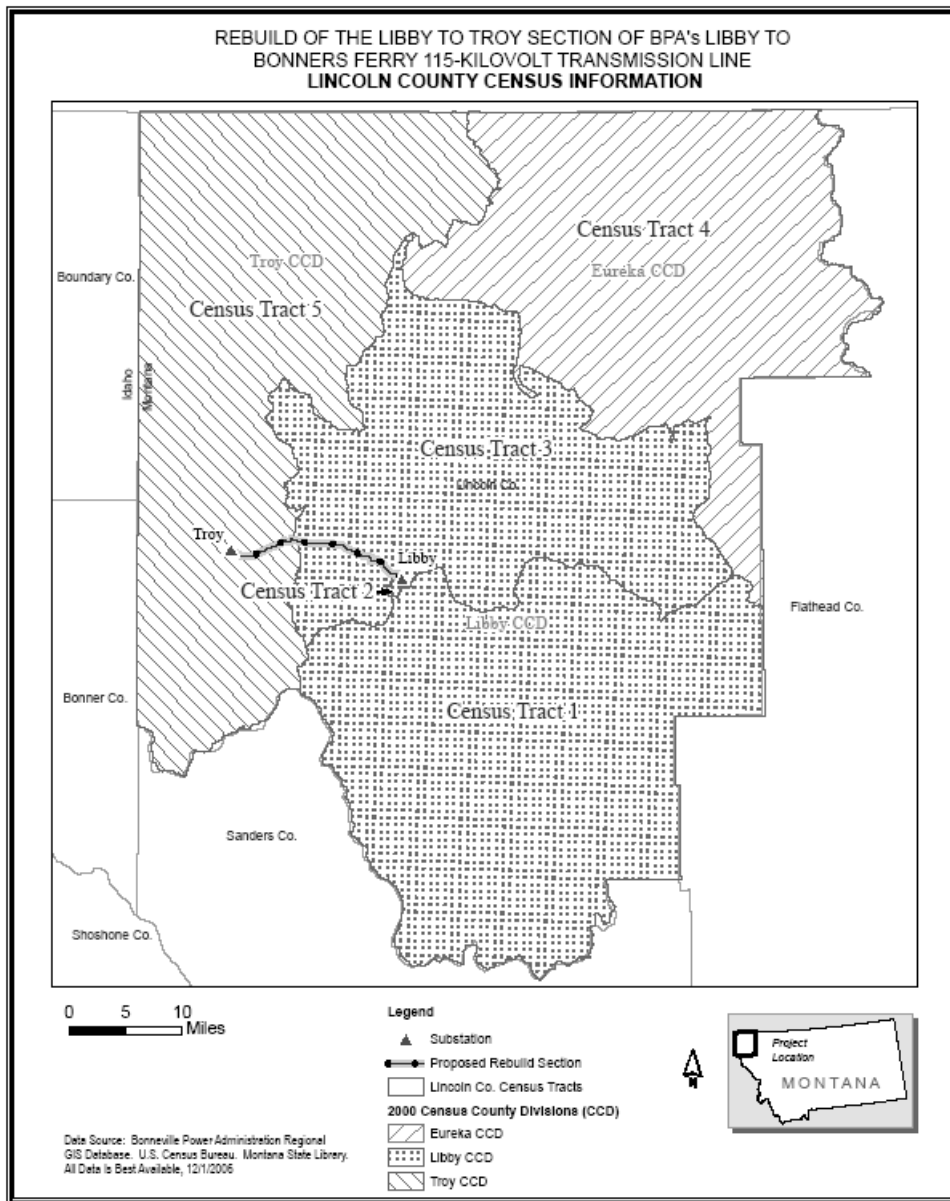 REBUILD OF THE LIBBY TO TROY SECTION OF BPA's LIBBY TO
BONNERS FERRY 115-KILOVOLT TRANSMISSION LINE
LINCOLN COUNTY CENSUS INFORMATION
Census Tract 4
Eureka CCD
Troy CCD
Boundary Co.
Census Tract 5
Idaho
Montana
Census Tract 3
Lincoln Co.
Troy
Libby
Census Tract 2
Libby CCD
Flathead Co.
Bonner Co.
Census Tract 1
Sanders Co.
Shoshone Co.
0 5 10
Miles
Legend
Substation
Proposed Rebuild Section
Lincoln Co. Census Tracts
2000 Census County Divisions (CCD)
Eureka CCD
Libby CCD
Troy CCD
N
Project
Location
MONTANA
Data Source: Bonneville Power Administration Regional
GIS Database. U.S. Census Bureau. Montana State Library.
All Data Is Best Available, 12/1/2006